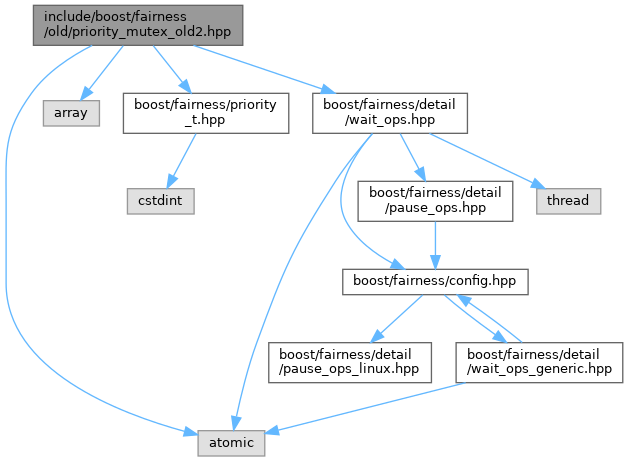 include/boost/fairness
/old/priority_mutex_old2.hpp
array
boost/fairness/priority
_t.hpp
boost/fairness/detail
/wait_ops.hpp
cstdint
boost/fairness/detail
/pause_ops.hpp
thread
boost/fairness/config.hpp
boost/fairness/detail
/pause_ops_linux.hpp
boost/fairness/detail
/wait_ops_generic.hpp
atomic